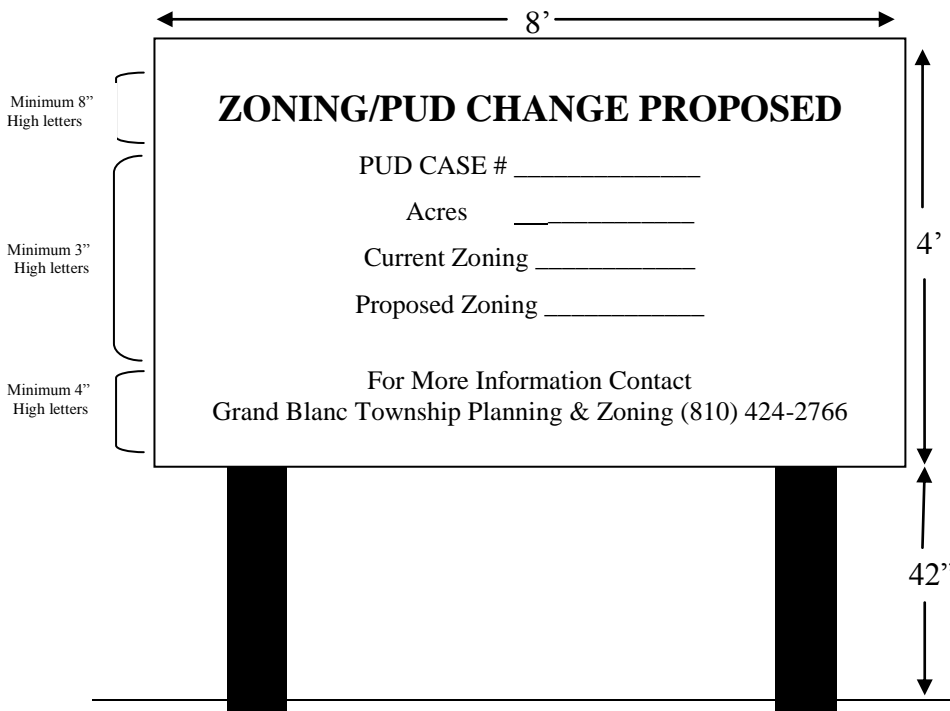 8’
Minimum 8”
High letters
ZONING/PUD CHANGE PROPOSED
PUD CASE # ______________
Acres _____________
Minimum 3”
High letters
4’
Current Zoning ____________
Proposed Zoning ____________
Minimum 4”
High letters
For More Information Contact
Grand Blanc Township Planning & Zoning (810) 424-2766
42”